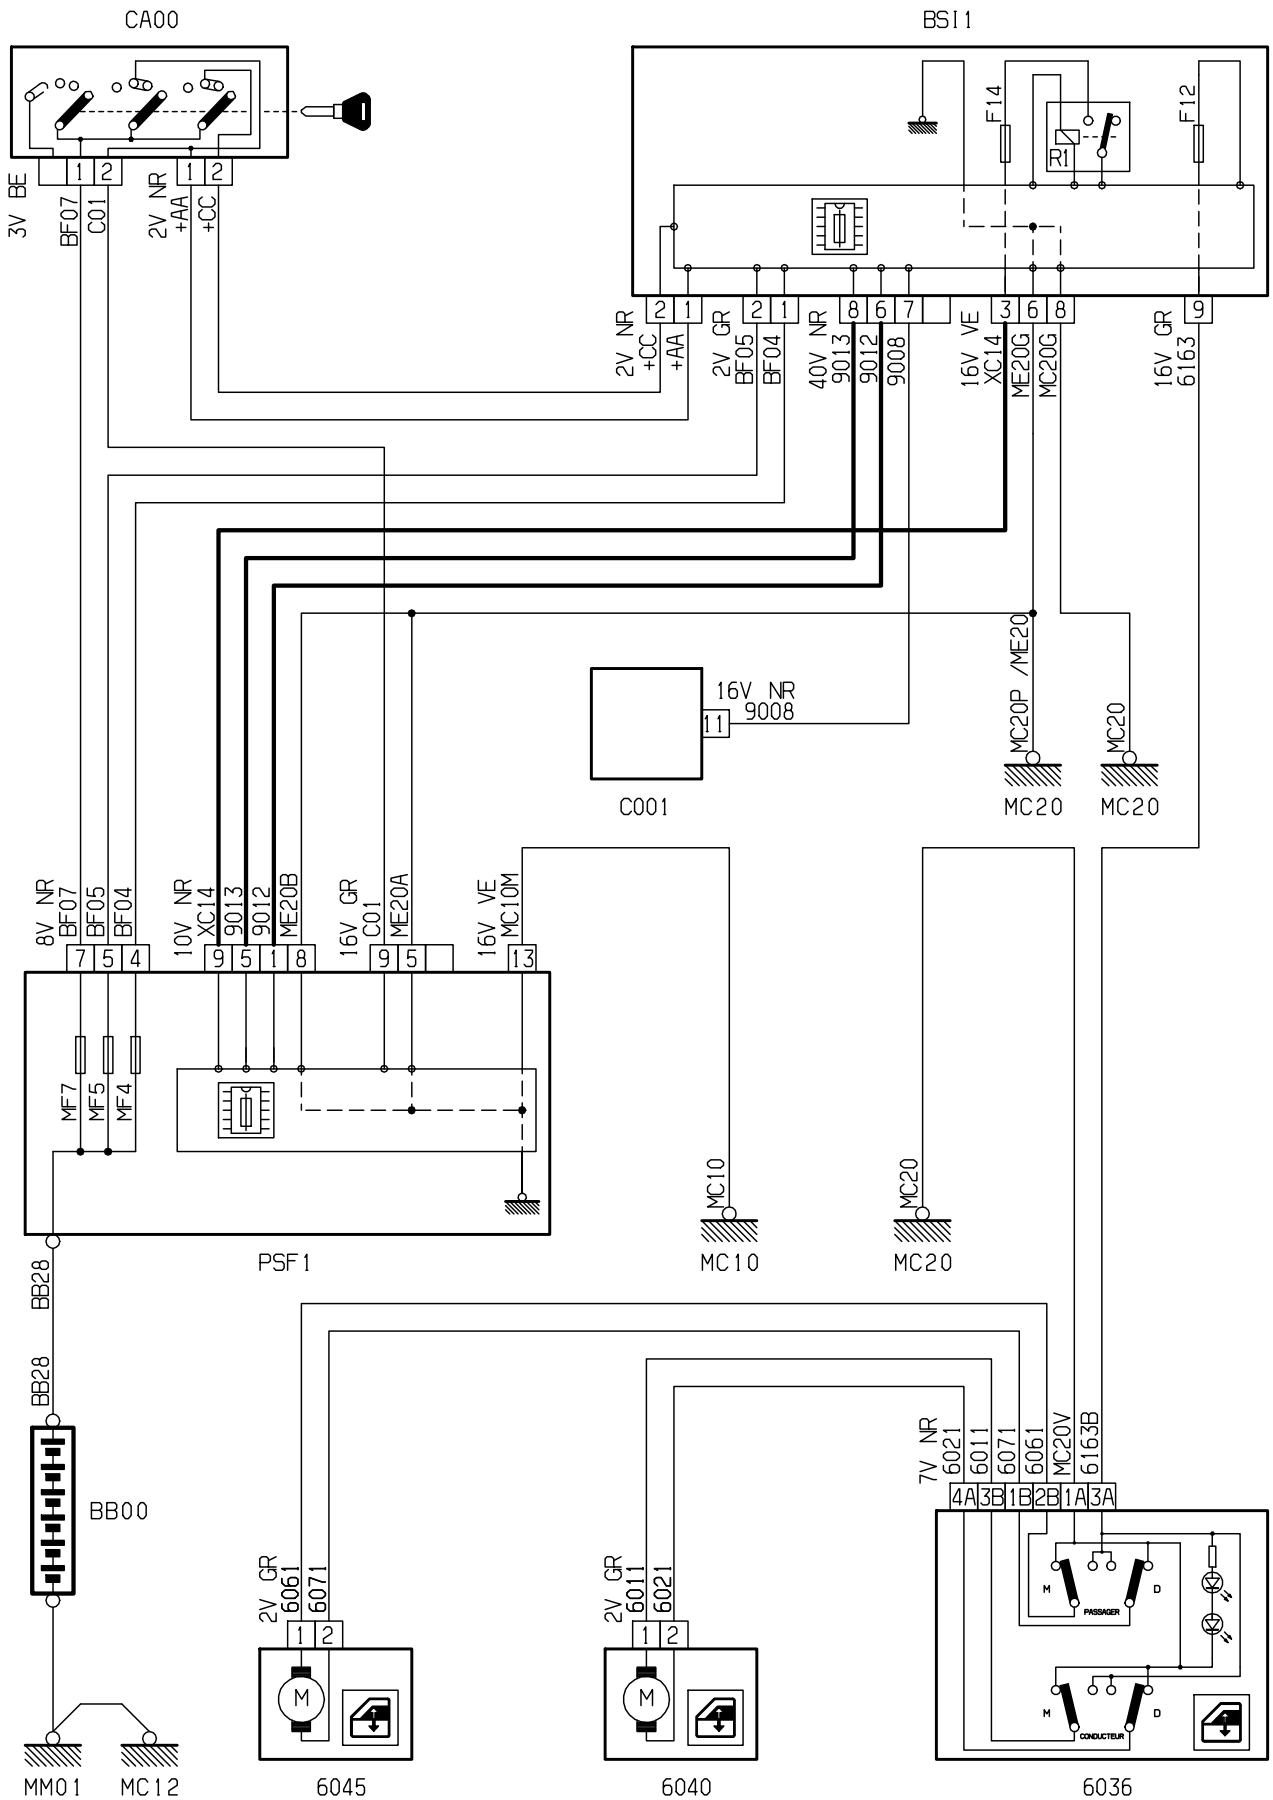 CA00
BSI1
F14
F12
R1
1
2
1
2
3V BE
BF07
C01
2V NR
+AA
+CC
2
1
2
1
8
6
7
3
6
8
9
2V NR
+CC
+AA
2V GR
BF05
BF04
40V NR
9013
9012
9008
16V VE
XC14
ME20G
MC20G
16V GR
6163
16V NR
9008
11
C001
MC20P /ME20
MC20
MC20
MC20
8V NR
BF07
BF05
BF04
10V NR
XC14
9013
9012
ME20B
16V GR
C01
ME20A
16V VE
MC10M
7
5
4
9
5
1
8
9
5
13
MF7
MF5
MF4
PSF1
MC10
MC10
MC20
MC20
BB28
BB28
BB00
MM01
MC12
7V NR
6021
6011
6071
6061
MC20V
6163B
4A
3B
1B
2B
1A
3A
M
D
PASSAGER
M
D
CONDUCTEUR
6036
2V GR
6061
6071
1
2
M
6045
2V GR
6011
6021
1
2
M
6040